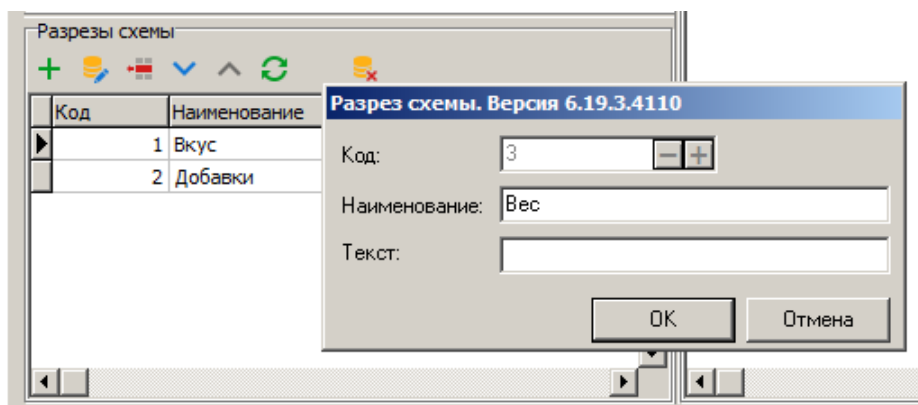 Разрезы схемы
Код Наименование
1 Вкус
2 Добавки
Разрез схемы. Версия 6.19.3.4110
Код: 3
Наименование: Вес
Текст:
OK Отмена